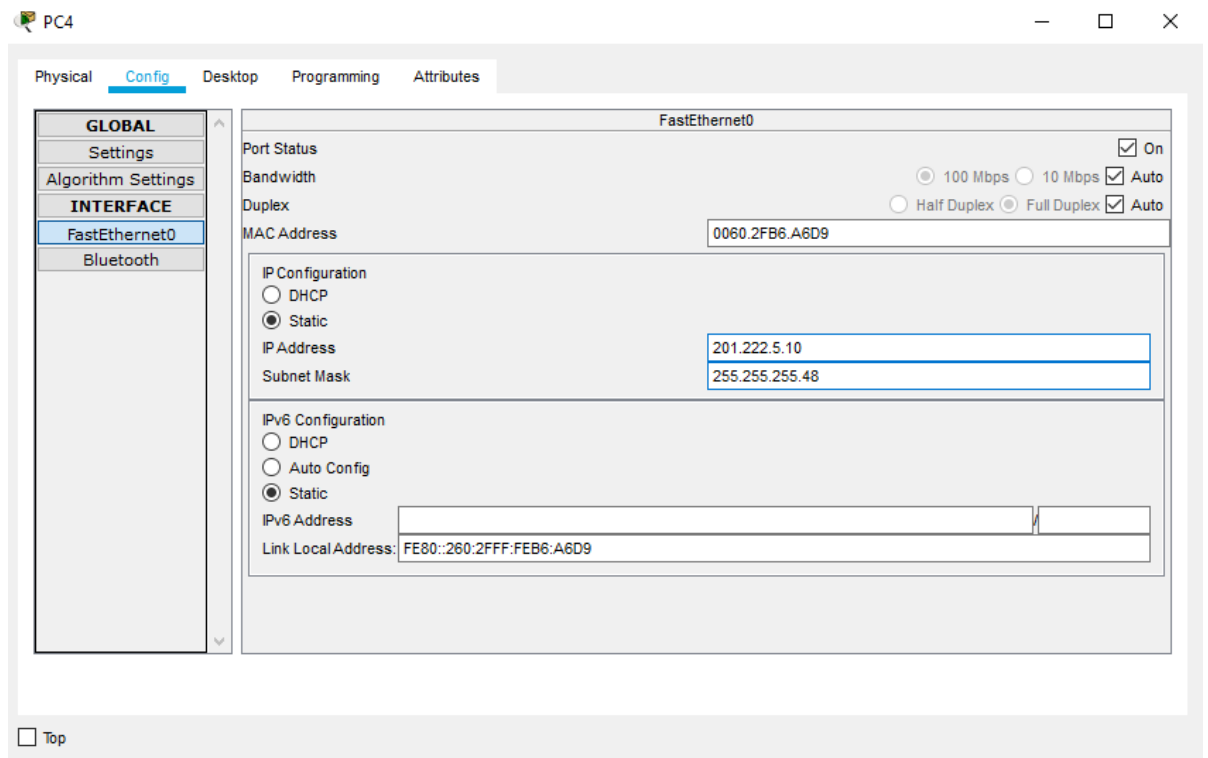 PC4
Physical Config Desktop Programming Attributes
GLOBAL
Settings
Algorithm Settings
INTERFACE
FastEthernet0
Bluetooth
FastEthernet0
Port Status On
Bandwidth 100 Mbps 10 Mbps Auto
Duplex Half Duplex Full Duplex Auto
MAC Address 0060.2FB6.A6D9
IP Configuration
DHCP
Static
IP Address 201.222.5.10
Subnet Mask 255.255.255.48
IPv6 Configuration
DHCP
Auto Config
Static
IPv6 Address /
Link Local Address: FE80::260:2FFF:FEB6:A6D9
Top